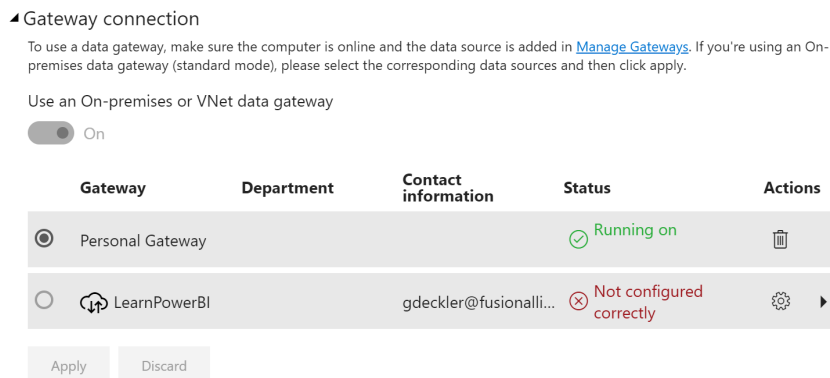 Gateway connection
To use a data gateway, make sure the computer is online and the data source is added in Manage Gateways. If you're using an On-
premises data gateway (standard mode), please select the corresponding data sources and then click apply.
Use an On-premises or VNet data gateway
On
Gateway Department Contact information Status Actions
Personal Gateway Running on
LearnPowerBI gdeckler@fusionalli... Not configured correctly
Apply Discard